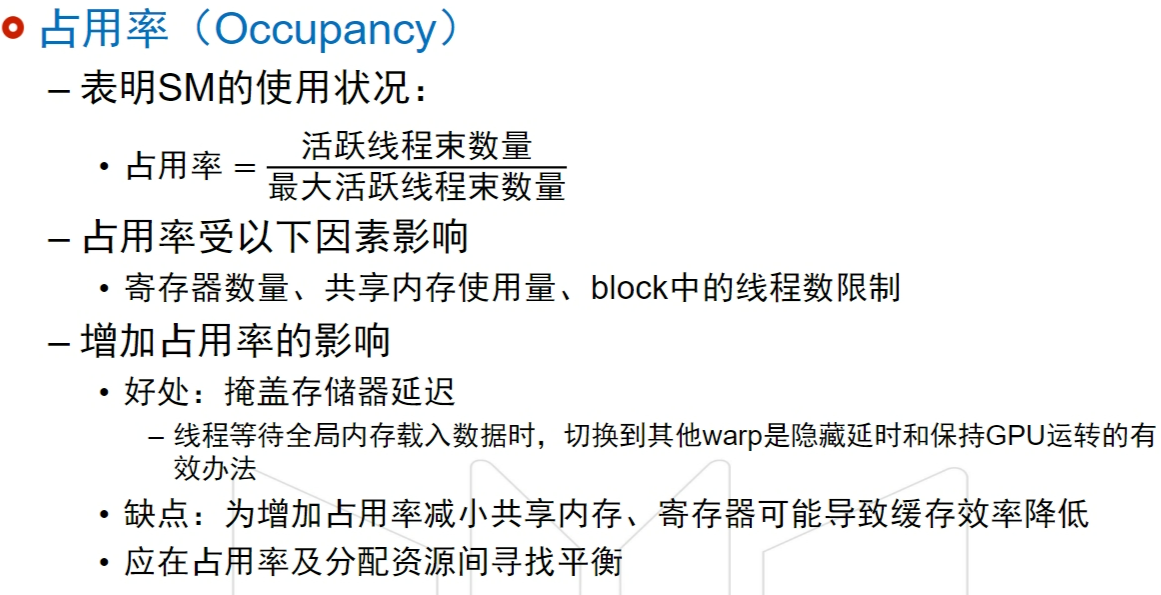 占用率（Occupancy）
– 表明SM的使用状况：
• 占用率 = 活跃线程束数量
最大活跃线程束数量
– 占用率受以下因素影响
• 寄存器数量、共享内存使用量、block中的线程数限制
– 增加占用率的影响
• 好处：掩盖存储器延迟
– 线程等待全局内存载入数据时，切换到其他warp是隐藏延时和保持GPU运转的有
效办法
• 缺点：为增加占用率减小共享内存、寄存器可能导致缓存效率降低
• 应在占用率及分配资源间寻找平衡